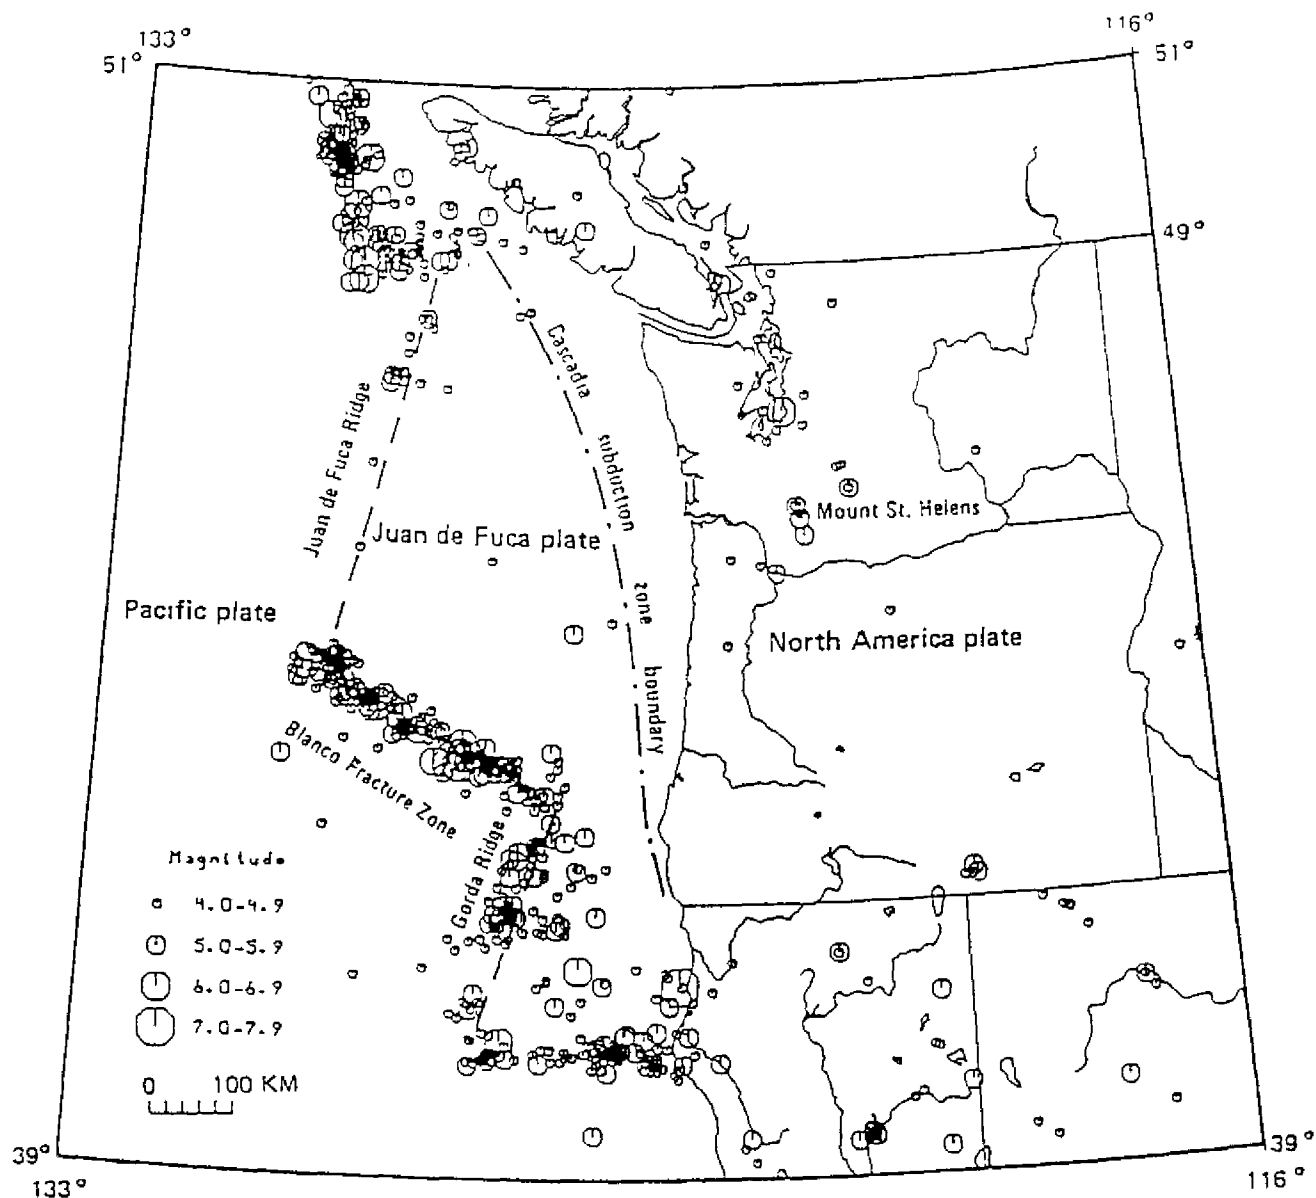 133°
116°
51°
51°
49°
Cascadia subduction zone boundary
Juan de Fuca Ridge
Mount St. Helens
Juan de Fuca plate
Pacific plate
North America plate
Blanco Fracture Zone
Gorda Ridge
Magnitude
4.0-4.9
5.0-5.9
6.0-6.9
7.0-7.9
0 100 KM
39°
39°
133°
116°